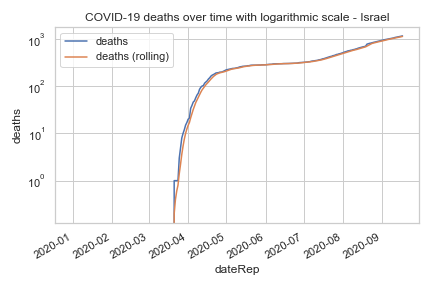 COVID-19 deaths over time with logarithmic scale - Israel
deaths
deaths (rolling)
10³
10²
10¹
10⁰
deaths
2020-01
2020-02
2020-03
2020-04
2020-05
2020-06
2020-07
2020-08
2020-09
dateRep